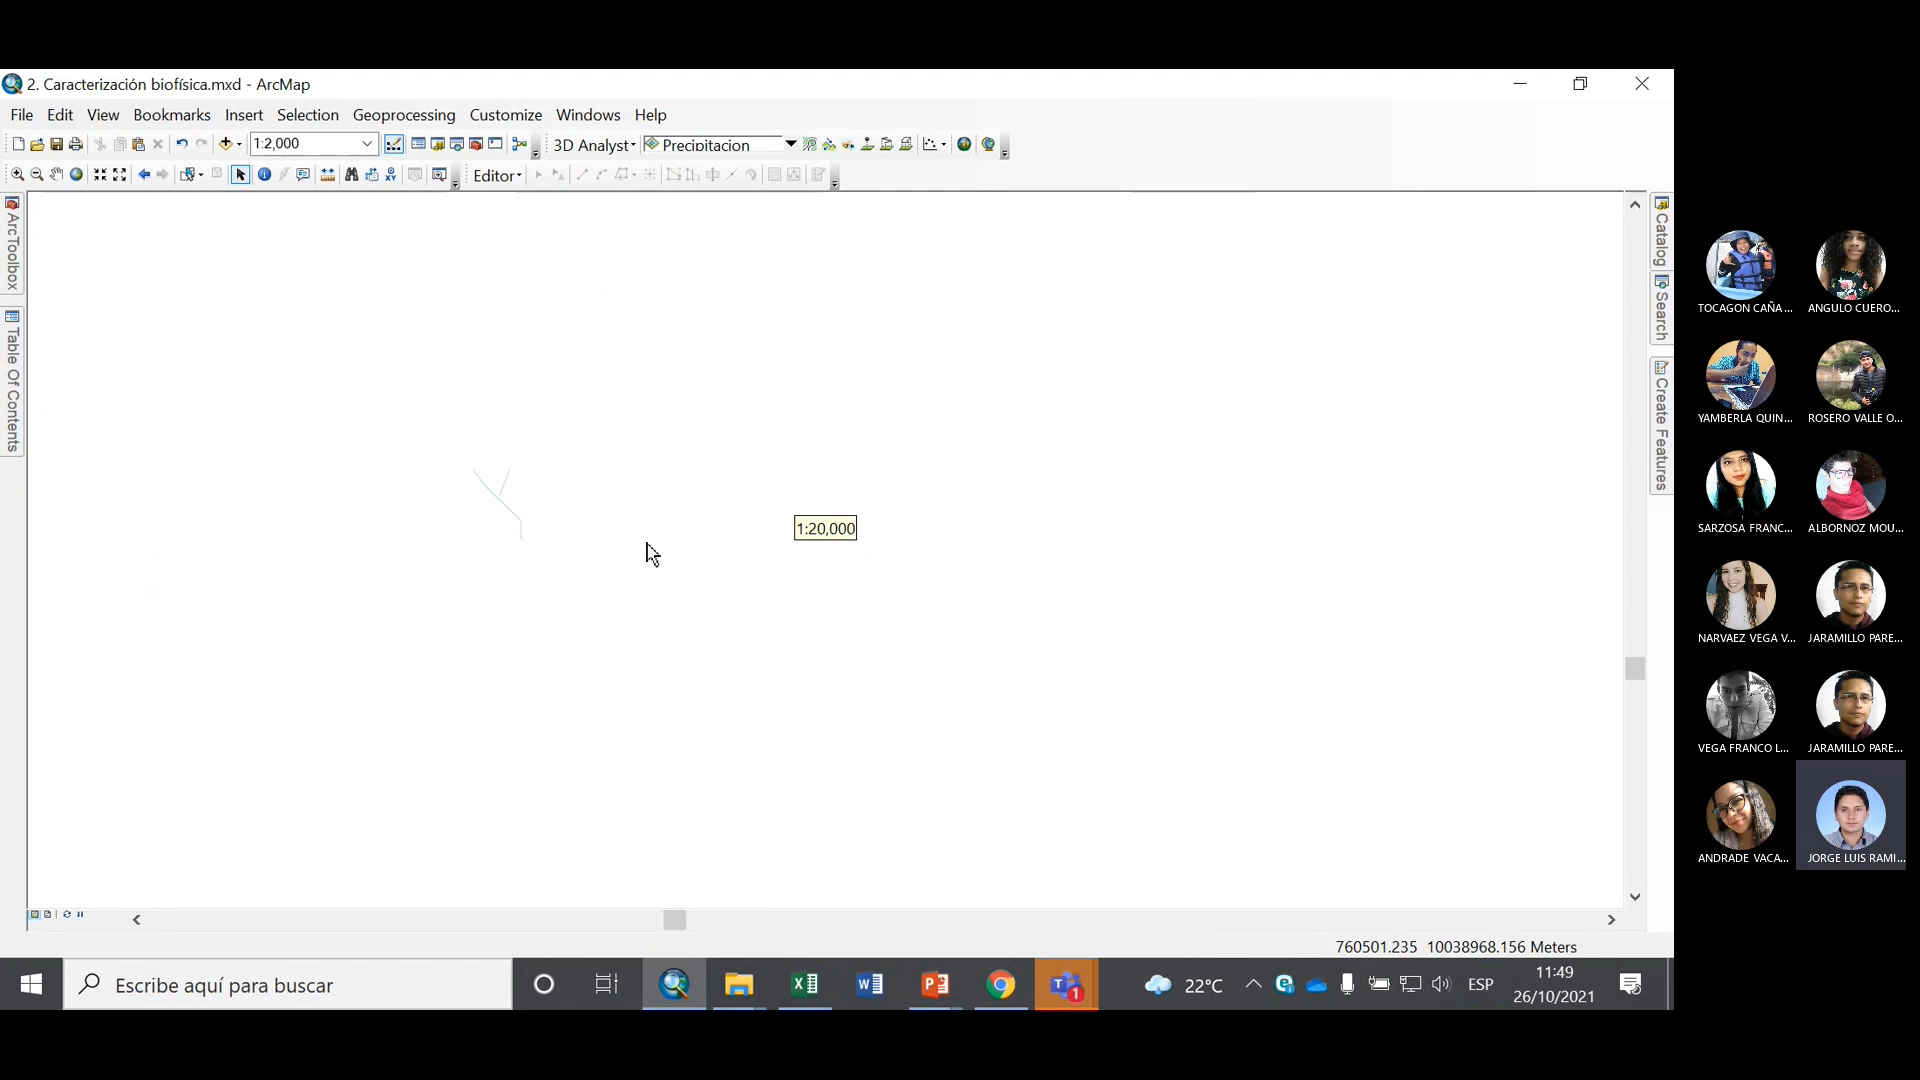 2. Caracterización biofísica.mxd - ArcMap
File Edit View Bookmarks Insert Selection Geoprocessing Customize Windows Help
1:2,000
3D Analyst
Precipitacion
Editor
ArcToolbox
Table Of Contents
Catalog
Search
Create Features
1:20,000
760501.235 10038968.156 Meters
Escribe aquí para buscar
1
22°C
ESP
11:49
26/10/2021
TOCAGON CAÑA...
ANGULO CUERO...
YAMBERLA QUIN...
ROSERO VALLE O...
SARZOSA FRANC...
ALBORNOZ MOU...
NARVAEZ VEGA V...
JARAMILLO PARE...
VEGA FRANCO L...
JARAMILLO PARE...
ANDRADE VACA...
JORGE LUIS RAMI...